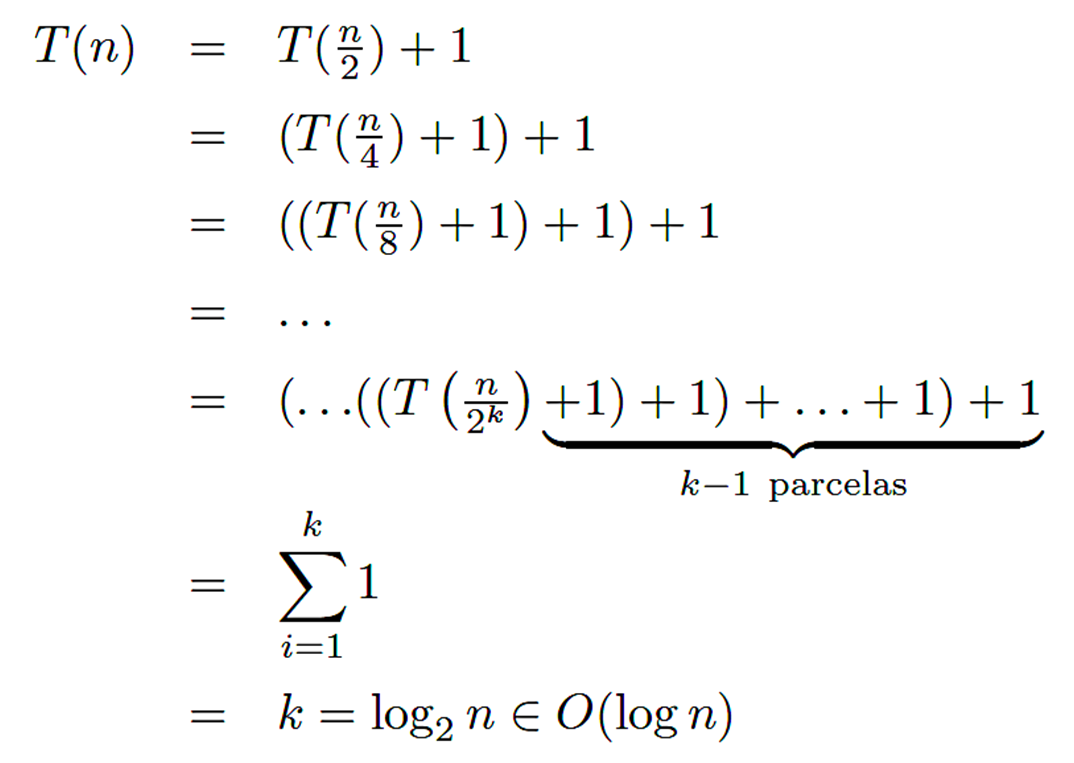 T(n) = T(n/2) + 1
= (T(n/4) + 1) + 1
= ((T(n/8) + 1) + 1) + 1
= ...
= (...((T(n/2^k) +1) + 1) + ... + 1) + 1
k−1 parcelas
= ∑_{i=1}^{k} 1
= k = log₂ n ∈ O(log n)